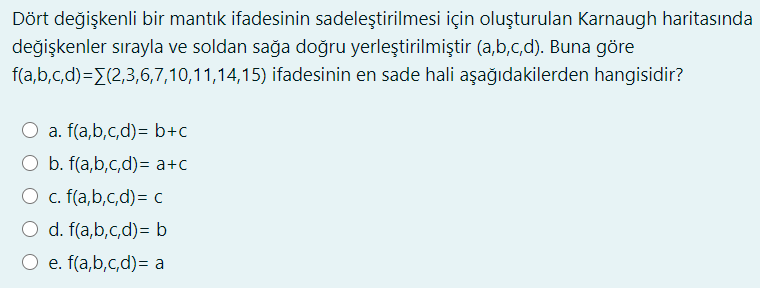 Dört değişkenli bir mantık ifadesinin sadeleştirilmesi için oluşturulan Karnaugh haritasında
değişkenler sırayla ve soldan sağa doğru yerleştirilmiştir (a,b,c,d). Buna göre
f(a,b,c,d)=∑(2,3,6,7,10,11,14,15) ifadesinin en sade hali aşağıdakilerden hangisidir?
a. f(a,b,c,d)= b+c
b. f(a,b,c,d)= a+c
c. f(a,b,c,d)= c
d. f(a,b,c,d)= b
e. f(a,b,c,d)= a